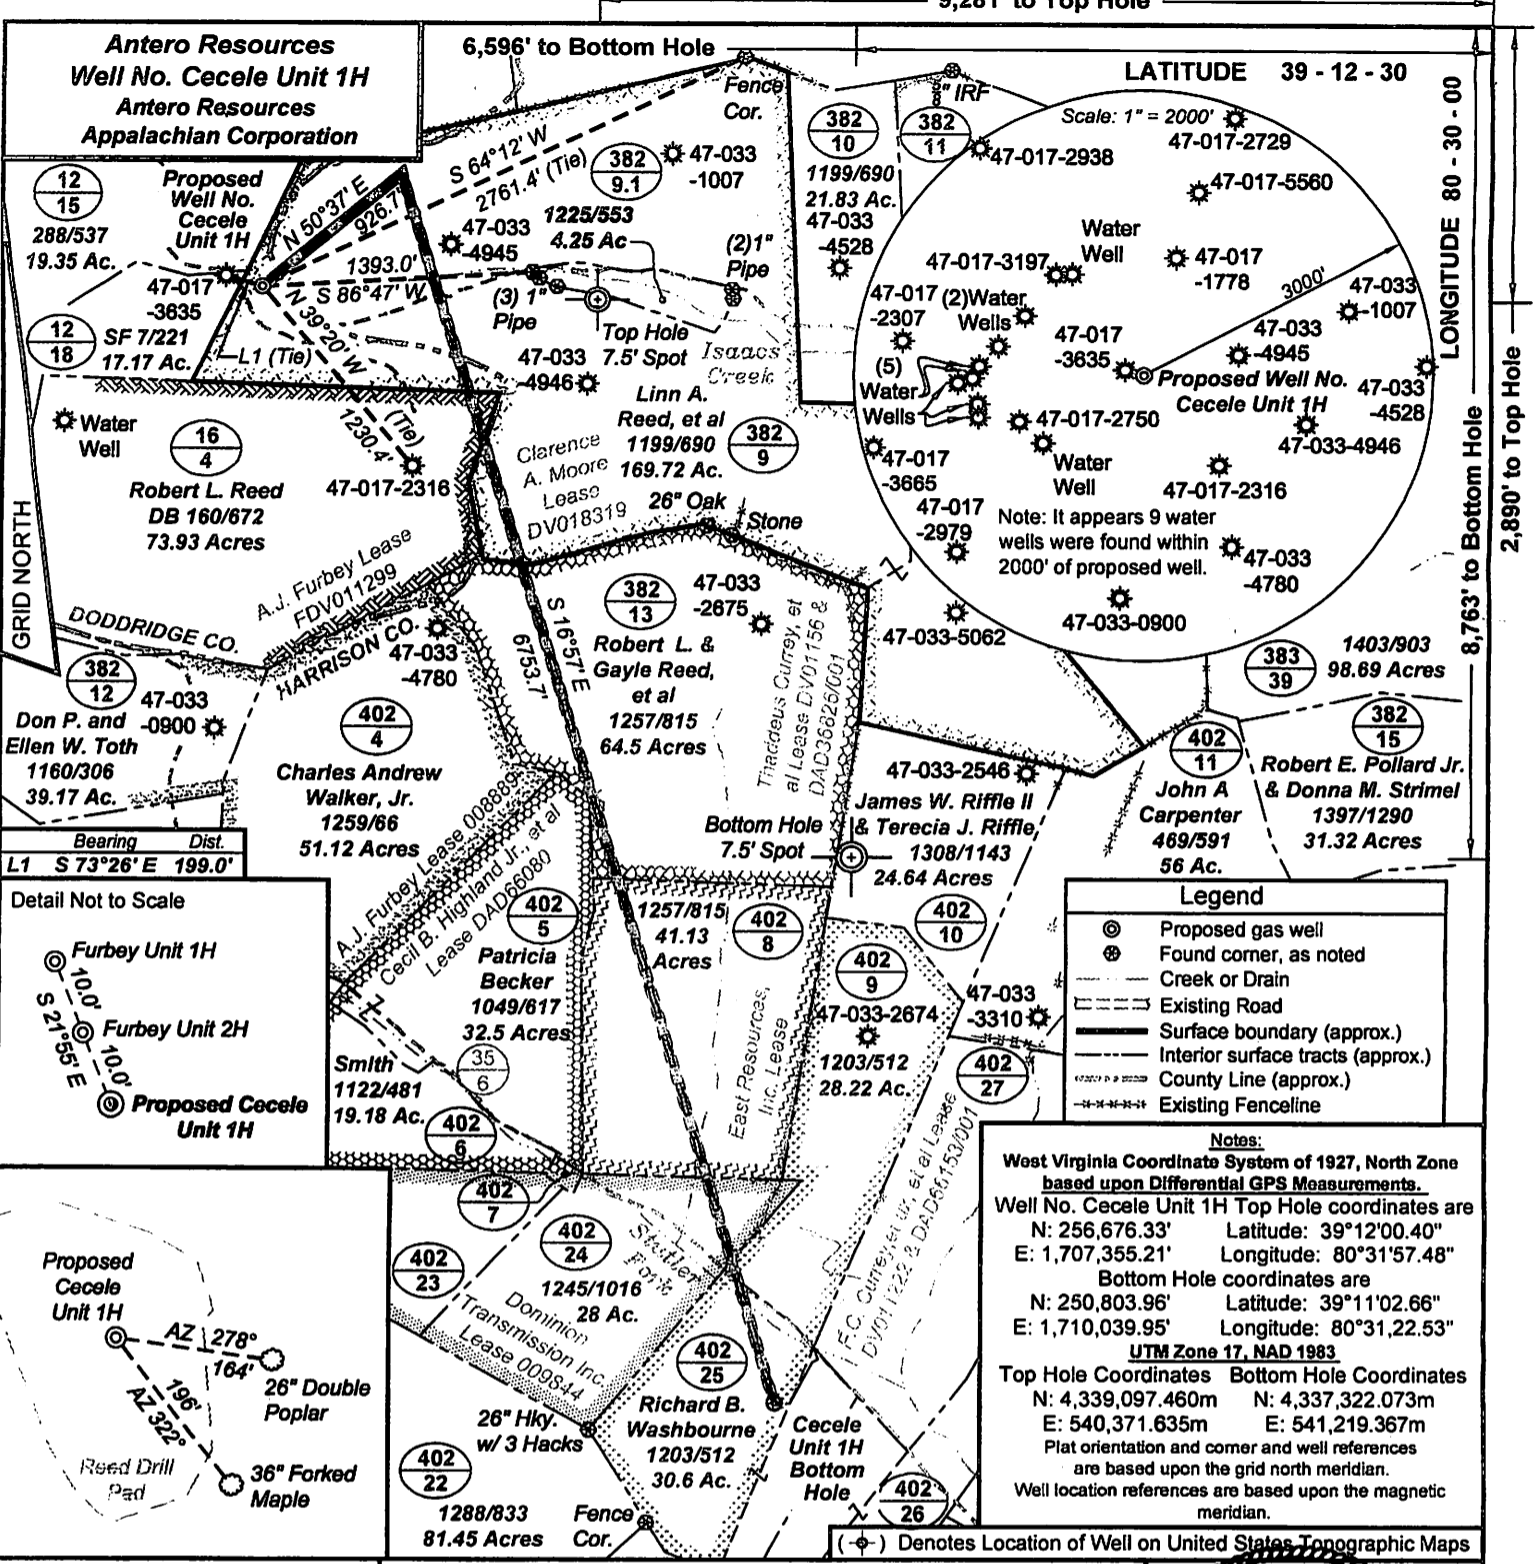 9,281' to Top Hole
Antero Resources
Well No. Cecele Unit 1H
Antero Resources
Appalachian Corporation
6,596' to Bottom Hole
LATITUDE 39 - 12 - 30
LONGITUDE 80 - 30 - 00
2,890' to Top Hole
8,763' to Bottom Hole
GRID NORTH
12
15
288/537
19.35 Ac.
Proposed
Well No.
Cecele
Unit 1H
47-017
-3635
12
18
SF 7/221
17.17 Ac.
L1 (Tie)
N 50°37' E
926.7'
S 64°12' W
2761.4' (Tie)
1393.0'
S 86°47' W
N 39°20' W
1230.4'
(Tie)
Fence
Cor.
382
9.1
47-033
-1007
1225/553
4.25 Ac
47-033
-4945
(3) 1"
Pipe
(2)1"
Pipe
Top Hole
7.5' Spot
Isaacs
Creek
47-033
-4946
382
10
1199/690
21.83 Ac.
47-033
-4528
382
11
IRF
Scale: 1" = 2000'
47-017-2729
47-017-2938
47-017-5560
Water
Well
47-017-3197
47-017
-1778
3000'
47-033
-1007
47-017
-2307
(2)Water
Wells
47-017
-3635
47-033
-4945
(5)
Water
Wells
Proposed Well No.
Cecele Unit 1H
47-033
-4528
47-017-2750
47-033-4946
47-017
-3665
Water
Well
47-017-2316
47-017
-2979
Note: It appears 9 water
wells were found within
2000' of proposed well.
47-033
-4780
47-033-5062
47-033-0900
Water
Well
16
4
Robert L. Reed
DB 160/672
73.93 Acres
47-017-2316
Linn A.
Reed, et al
1199/690
169.72 Ac.
382
9
Clarence
A. Moore
Lease
DV018319
26" Oak
Stone
A.J. Furbey Lease
FDV011299
DODDRIDGE CO.
HARRISON CO.
382
12
47-033
-0900
Don P. and
Ellen W. Toth
1160/306
39.17 Ac.
47-033
-4780
402
4
Charles Andrew
Walker, Jr.
1259/66
51.12 Acres
S 16°57' E
6753.7'
382
13
47-033
-2675
Robert L. &
Gayle Reed,
et al
1257/815
64.5 Acres
Thaddeus Currey, et
al Lease DV01156 &
DAD36826/001
383
39
1403/903
98.69 Acres
382
15
Robert E. Pollard Jr.
& Donna M. Strimel
1397/1290
31.32 Acres
402
11
John A
Carpenter
469/591
56 Ac.
47-033-2546
James W. Riffle II
& Terecia J. Riffle
1308/1143
24.64 Acres
Bottom Hole
7.5' Spot
Bearing Dist.
L1 S 73°26' E 199.0'
Detail Not to Scale
Furbey Unit 1H
10.0'
Furbey Unit 2H
10.0'
S 21°55' E
Proposed Cecele
Unit 1H
A.J. Furbey Lease 008689
Cecil B. Highland Jr., et al
Lease DAD66080
402
5
Patricia
Becker
1049/617
32.5 Acres
1257/815
41.13
Acres
402
8
East Resources,
Inc. Lease
402
10
402
9
47-033-2674
1203/512
28.22 Ac.
47-033
-3310
402
27
Smith
1122/481
19.18 Ac.
35
6
402
6
402
7
402
24
1245/1016
28 Ac.
402
23
Dominion
Transmission Inc.
Lease 009844
402
25
Richard B.
Washbourne
1203/512
30.6 Ac.
26" Hky.
w/ 3 Hacks
402
22
1288/833
81.45 Acres
Fence
Cor.
Cecele
Unit 1H
Bottom
Hole
402
26
Legend
Proposed gas well
Found corner, as noted
Creek or Drain
Existing Road
Surface boundary (approx.)
Interior surface tracts (approx.)
County Line (approx.)
Existing Fenceline
Proposed
Cecele
Unit 1H
AZ 278°
164'
26" Double
Poplar
196'
AZ 322°
36" Forked
Maple
Reed Drill
Pad
Notes:
West Virginia Coordinate System of 1927, North Zone
based upon Differential GPS Measurements.
Well No. Cecele Unit 1H Top Hole coordinates are
N: 256,676.33' Latitude: 39°12'00.40"
E: 1,707,355.21' Longitude: 80°31'57.48"
Bottom Hole coordinates are
N: 250,803.96' Latitude: 39°11'02.66"
E: 1,710,039.95' Longitude: 80°31,22.53"
UTM Zone 17, NAD 1983
Top Hole Coordinates Bottom Hole Coordinates
N: 4,339,097.460m N: 4,337,322.073m
E: 540,371.635m E: 541,219.367m
Plat orientation and corner and well references
are based upon the grid north meridian.
Well location references are based upon the magnetic
meridian.
( ) Denotes Location of Well on United States Topographic Maps